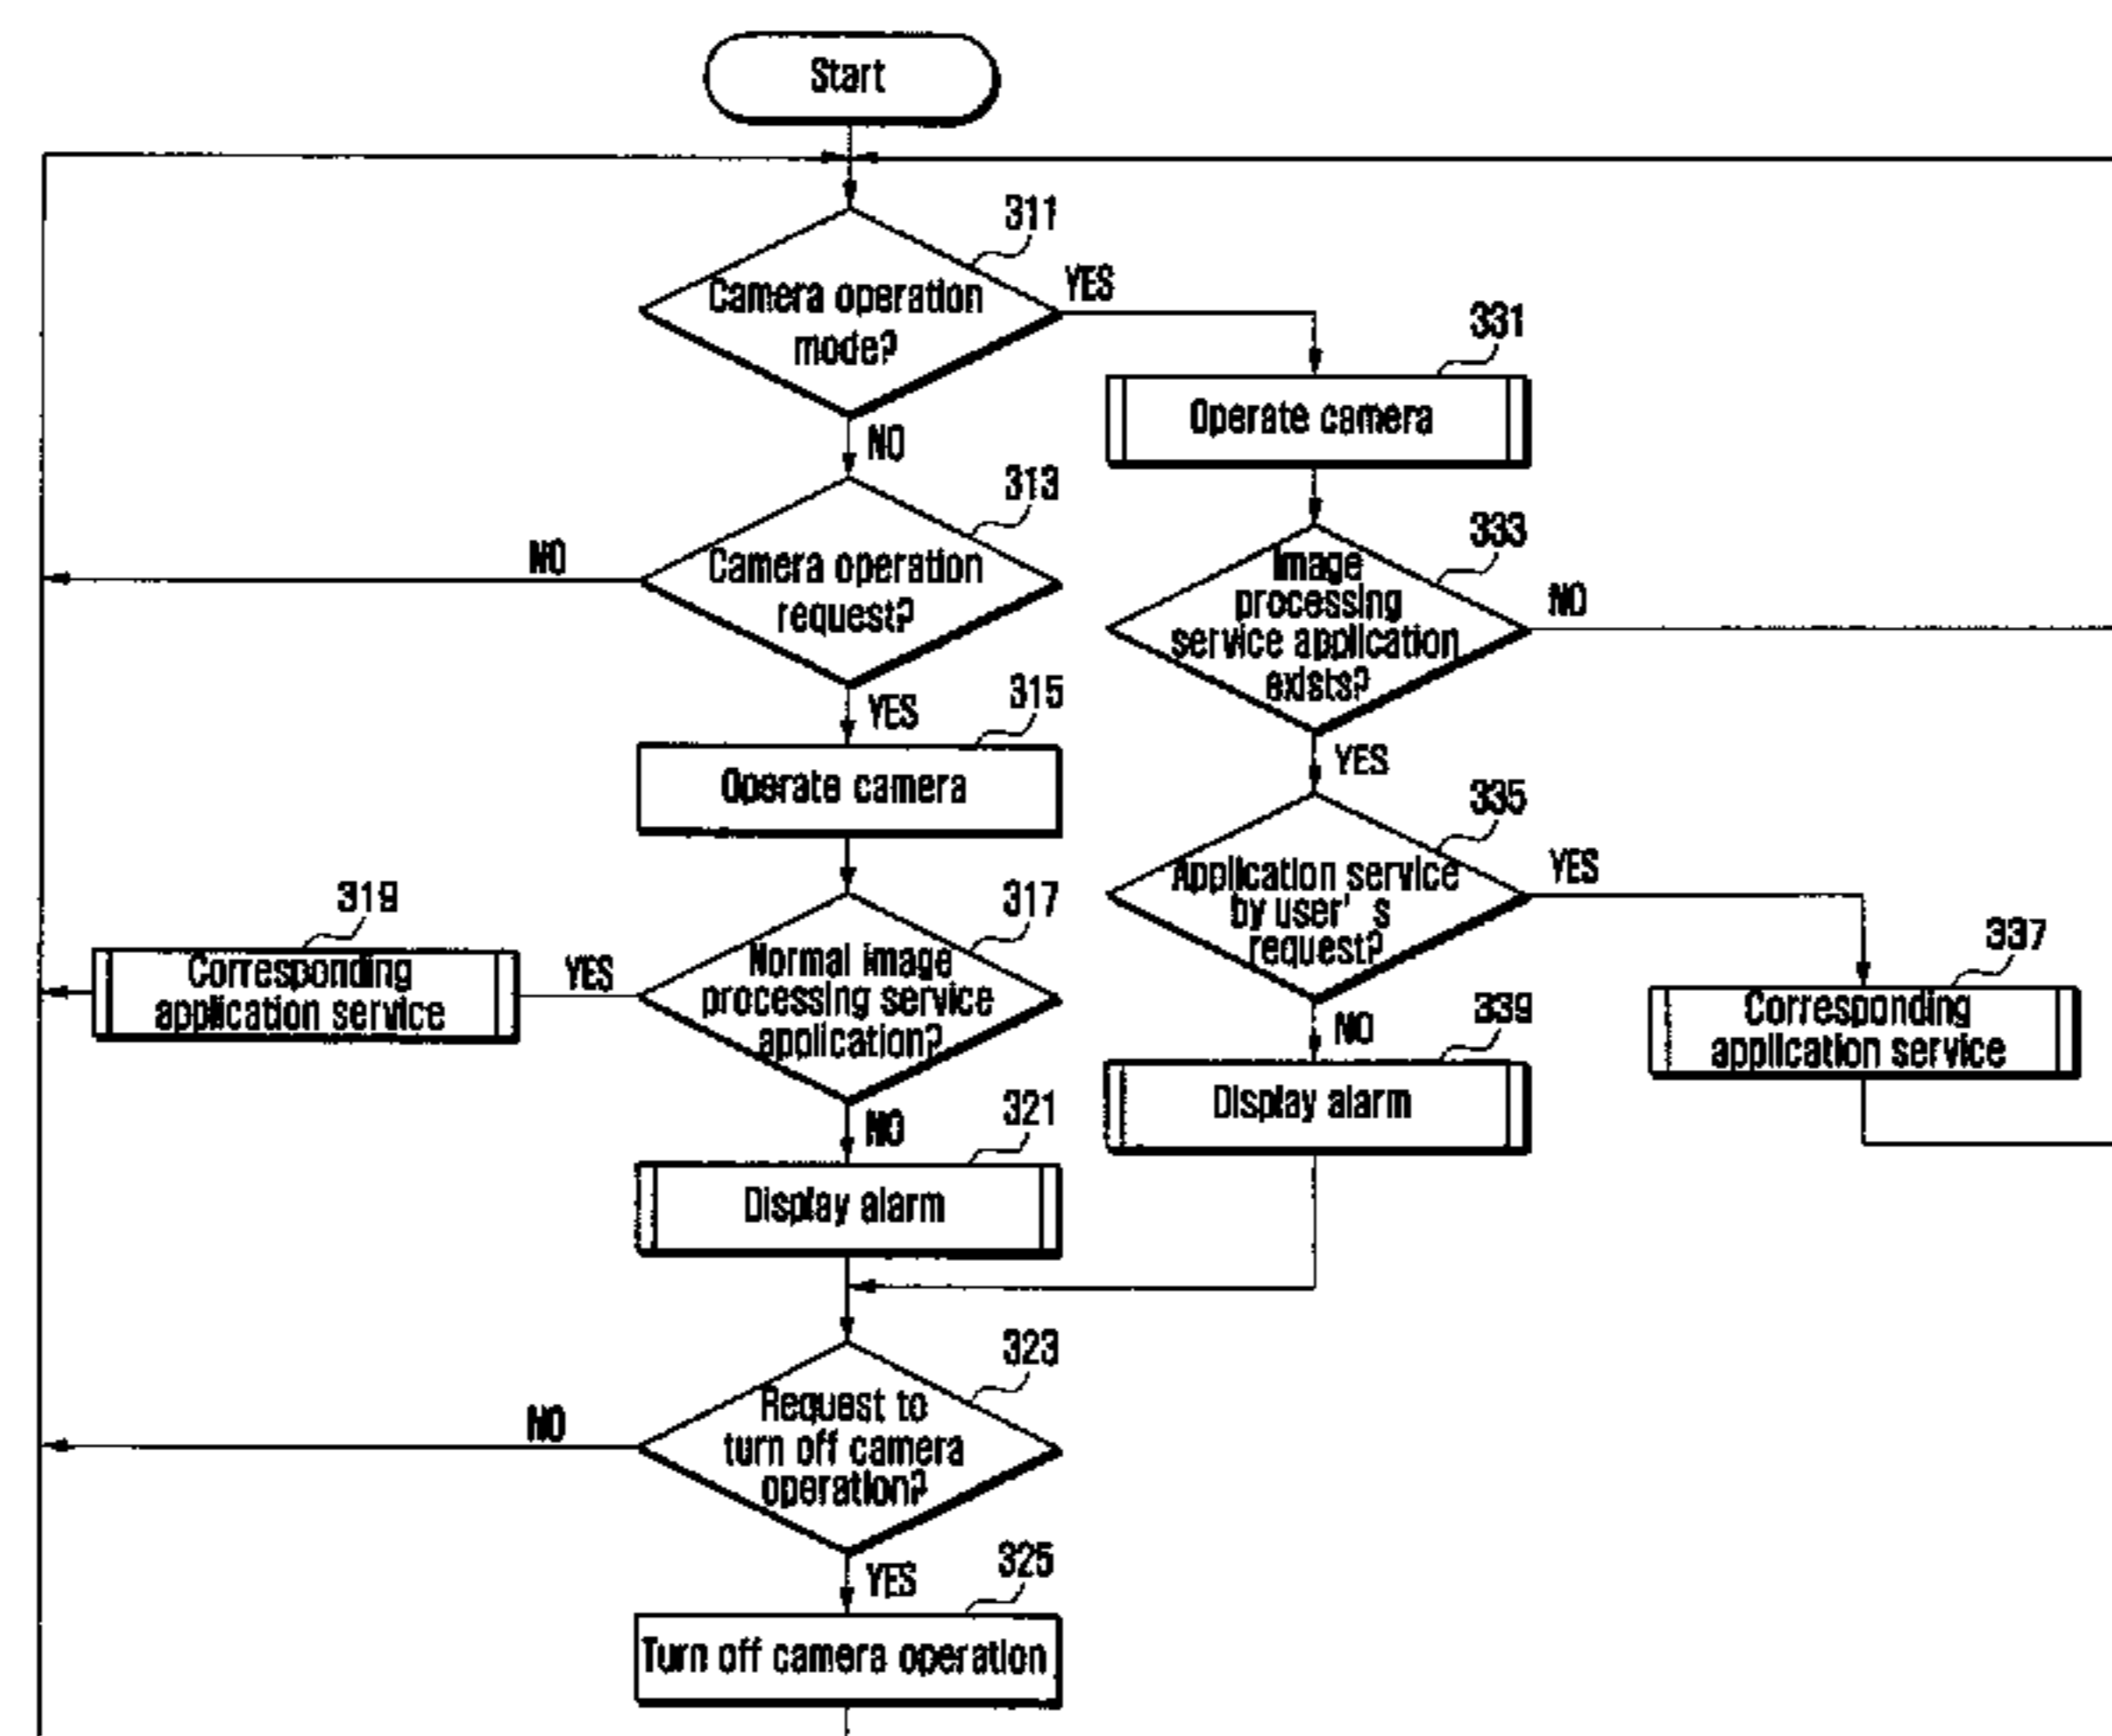 Start
311
Camera operation
mode?
YES
NO
331
Operate camera
313
Camera operation
request?
NO
YES
333
Image
processing
service application
exists?
NO
YES
315
Operate camera
335
Application service
by user's
request?
YES
NO
317
Normal image
processing service
application?
YES
NO
319
Corresponding
application service
337
Corresponding
application service
339
Display alarm
321
Display alarm
323
Request to
turn off camera
operation?
NO
YES
325
Turn off camera operation